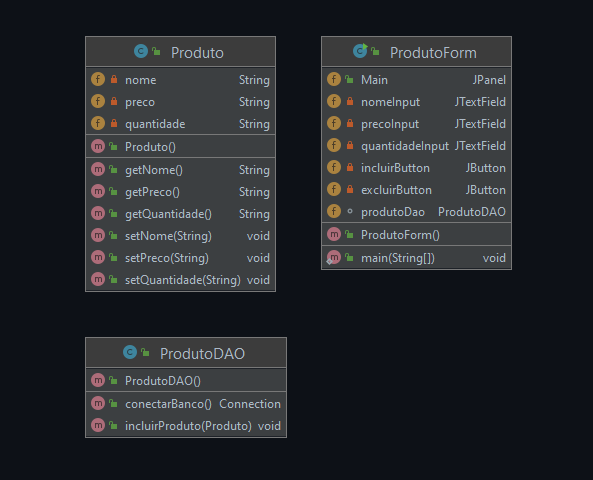 Produto
nome String
preco String
quantidade String
Produto()
getNome() String
getPreco() String
getQuantidade() String
setNome(String) void
setPreco(String) void
setQuantidade(String) void
ProdutoForm
Main JPanel
nomeInput JTextField
precoInput JTextField
quantidadeInput JTextField
incluirButton JButton
excluirButton JButton
produtoDao ProdutoDAO
ProdutoForm()
main(String[]) void
ProdutoDAO
ProdutoDAO()
conectarBanco() Connection
incluirProduto(Produto) void